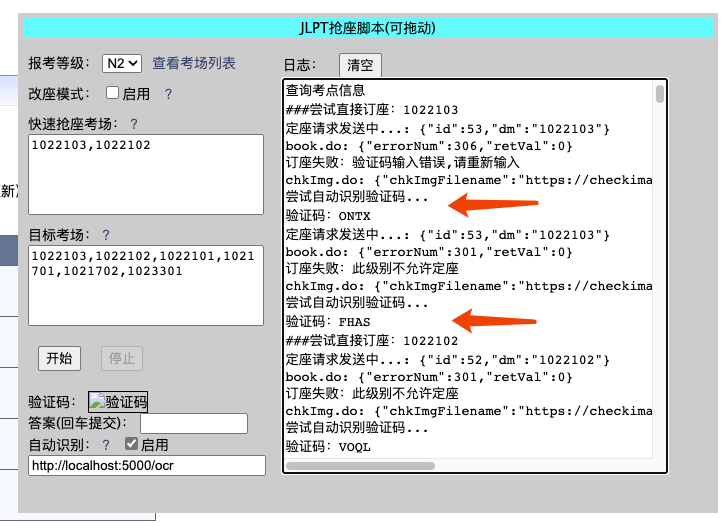 JLPT抢座脚本(可拖动)
报考等级： N2 查看考场列表
改座模式： 启用 ?
快速抢座考场： ?
1022103,1022102
新)
目标考场： ?
1022103,1022102,1022101,1021
701,1021702,1023301
开始 停止
验证码： 验证码
答案(回车提交)：
自动识别： ? 启用
http://localhost:5000/ocr
日志： 清空
查询考点信息
###尝试直接订座：1022103
定座请求发送中...: {"id":53,"dm":"1022103"}
book.do: {"errorNum":306,"retVal":0}
订座失败：验证码输入错误,请重新输入
chkImg.do: {"chkImgFilename":"https://checkima
尝试自动识别验证码...
验证码：ONTX
定座请求发送中...: {"id":53,"dm":"1022103"}
book.do: {"errorNum":301,"retVal":0}
订座失败：此级别不允许定座
chkImg.do: {"chkImgFilename":"https://checkima
尝试自动识别验证码...
验证码：FHAS
###尝试直接订座：1022102
定座请求发送中...: {"id":52,"dm":"1022102"}
book.do: {"errorNum":301,"retVal":0}
订座失败：此级别不允许定座
chkImg.do: {"chkImgFilename":"https://checkima
尝试自动识别验证码...
验证码：VOQL